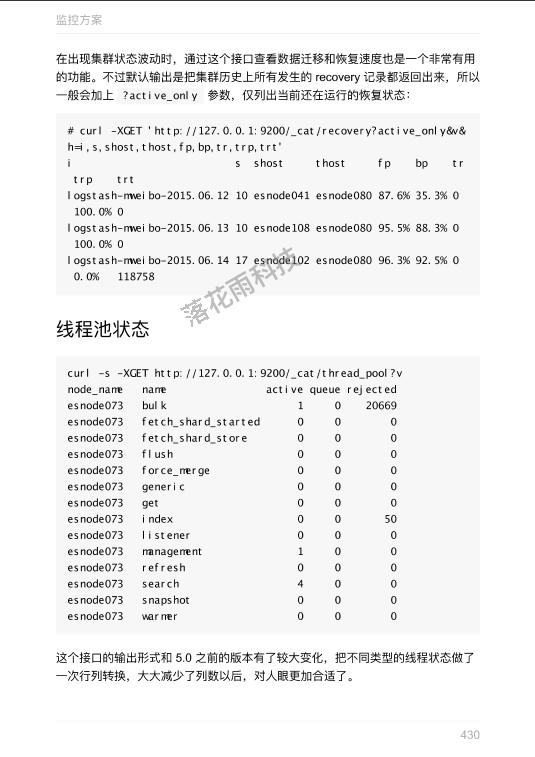 监控方案
在出现集群状态波动时，通过这个接口查看数据迁移和恢复速度也是一个非常有用
的功能。不过默认输出是把集群历史上所有发生的 recovery 记录都返回出来，所以
一般会加上 ?active_only 参数，仅列出当前还在运行的恢复状态：
# curl -XGET 'http://127.0.0.1:9200/_cat/recovery?active_only&v&
h=i,s,shost,thost,fp,bp,tr,trp,trt'
i s shost thost fp bp tr
trp trt
logstash-mweibo-2015.06.12 10 esnode041 esnode080 87.6% 35.3% 0
100.0% 0
logstash-mweibo-2015.06.13 10 esnode108 esnode080 95.5% 88.3% 0
100.0% 0
logstash-mweibo-2015.06.14 17 esnode102 esnode080 96.3% 92.5% 0
0.0% 118758
落花雨科技
线程池状态
curl -s -XGET http://127.0.0.1:9200/_cat/thread_pool?v
node_name name active queue rejected
esnode073 bulk 1 0 20669
esnode073 fetch_shard_started 0 0 0
esnode073 fetch_shard_store 0 0 0
esnode073 flush 0 0 0
esnode073 force_merge 0 0 0
esnode073 generic 0 0 0
esnode073 get 0 0 0
esnode073 index 0 0 50
esnode073 listener 0 0 0
esnode073 management 1 0 0
esnode073 refresh 0 0 0
esnode073 search 4 0 0
esnode073 snapshot 0 0 0
esnode073 warmer 0 0 0
这个接口的输出形式和 5.0 之前的版本有了较大变化，把不同类型的线程状态做了
一次行列转换，大大减少了列数以后，对人眼更加合适了。
430